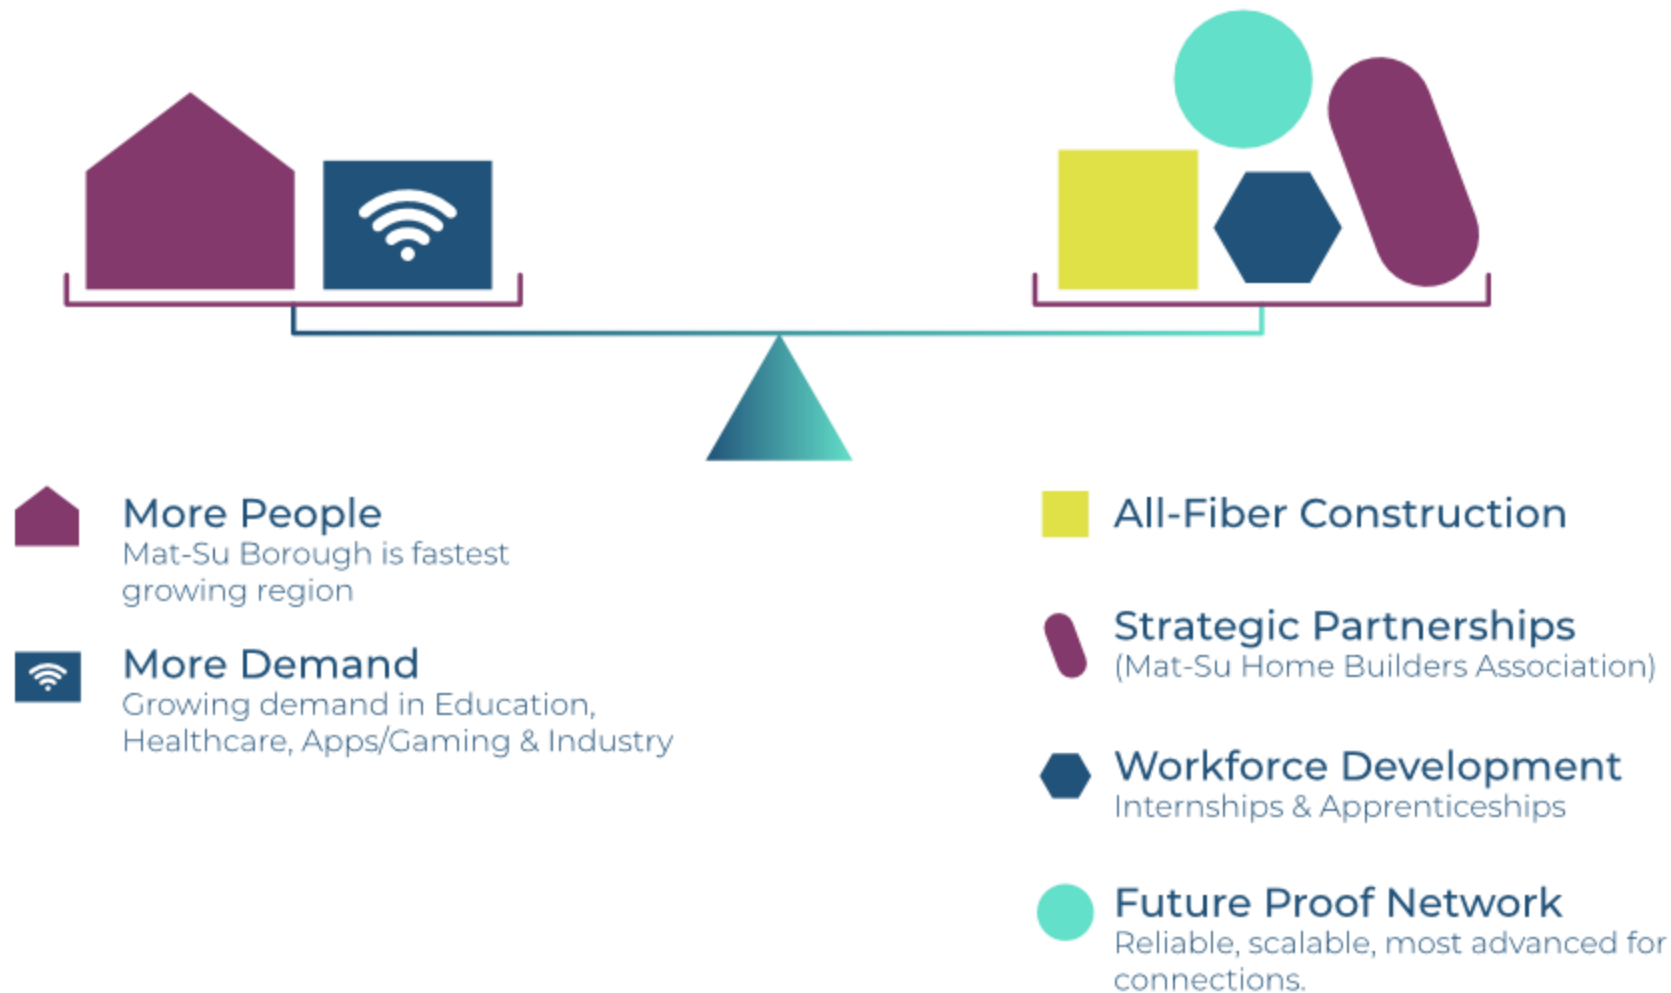 More People
Mat-Su Borough is fastest
growing region
More Demand
Growing demand in Education,
Healthcare, Apps/Gaming & Industry
All-Fiber Construction
Strategic Partnerships
(Mat-Su Home Builders Association)
Workforce Development
Internships & Apprenticeships
Future Proof Network
Reliable, scalable, most advanced for
connections.